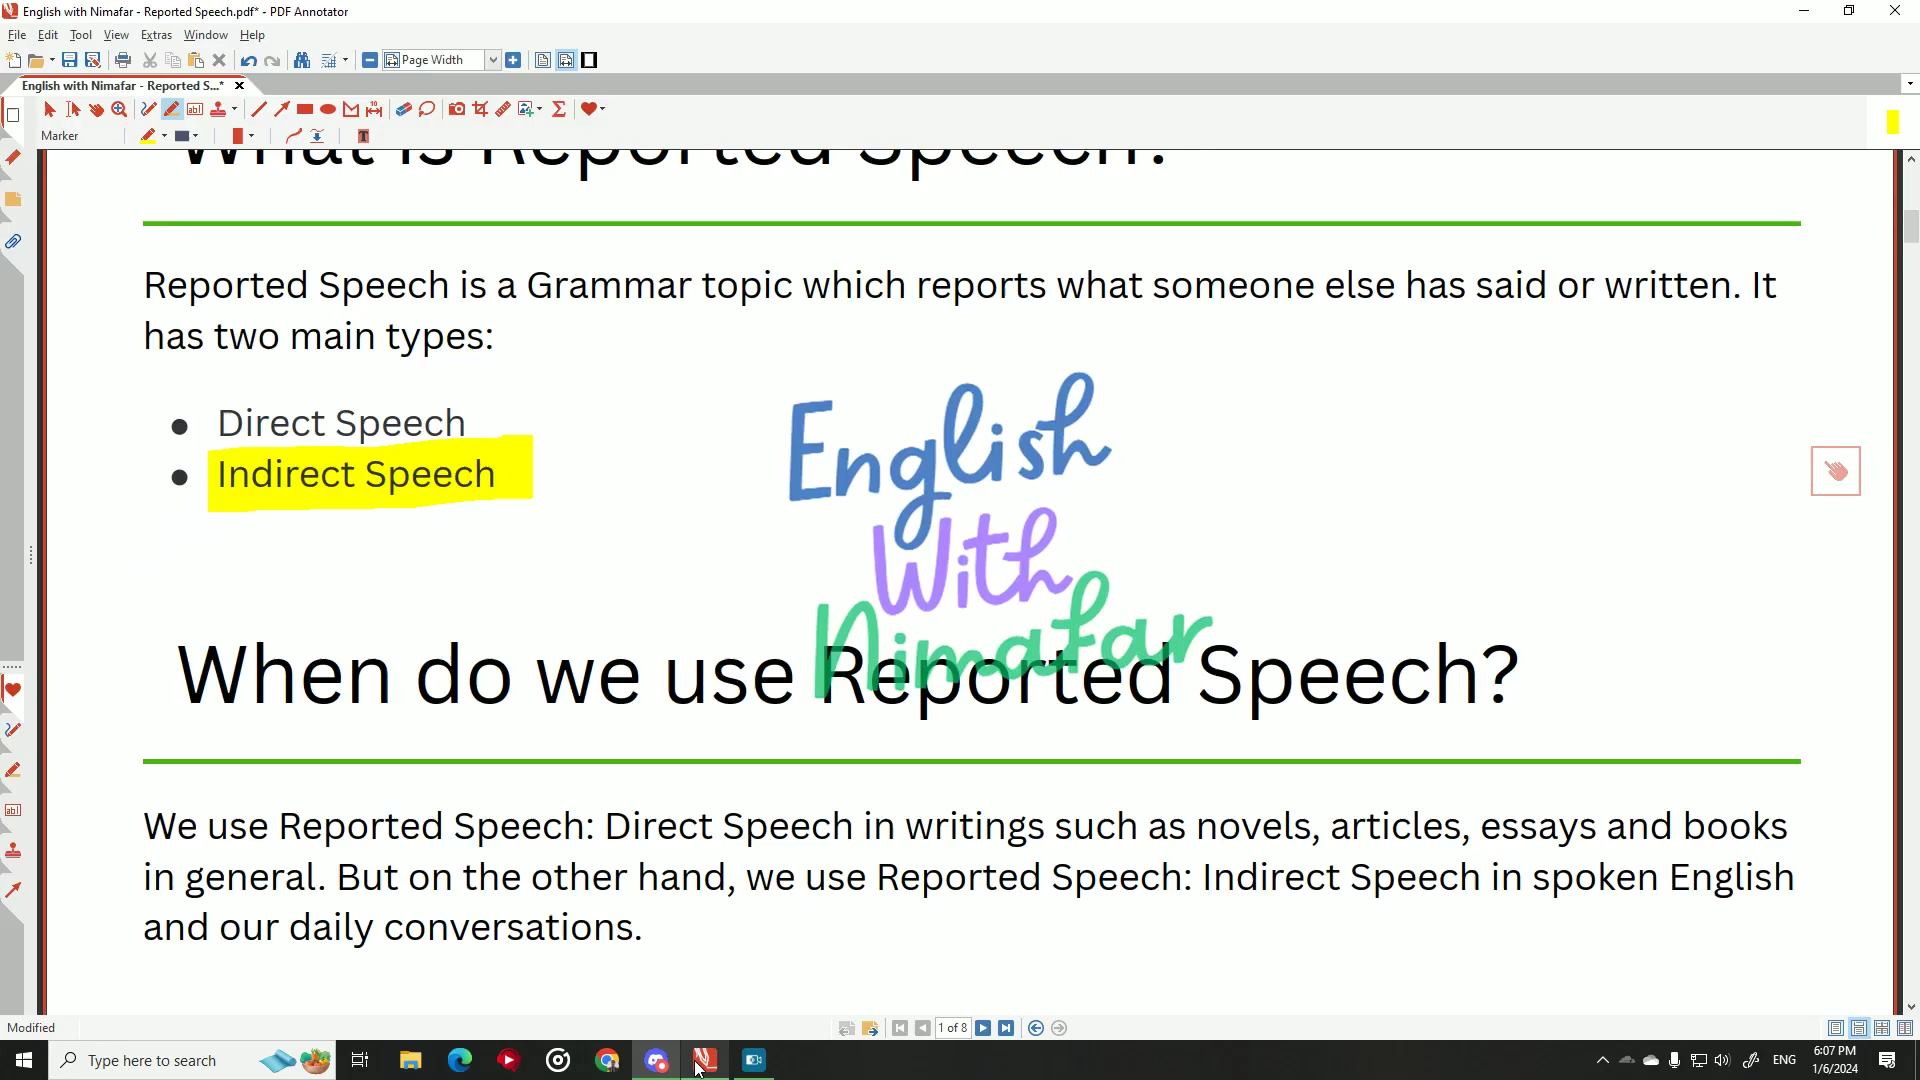 English with Nimafar - Reported Speech.pdf* - PDF Annotator
File Edit Tool View Extras Window Help
Page Width
English with Nimafar - Reported S...*
Marker
What is Reported Speech?
Reported Speech is a Grammar topic which reports what someone else has said or written. It
has two main types:
● Direct Speech
● Indirect Speech
English
With
Nimafar
When do we use Reported Speech?
We use Reported Speech: Direct Speech in writings such as novels, articles, essays and books
in general. But on the other hand, we use Reported Speech: Indirect Speech in spoken English
and our daily conversations.
Modified
1 of 8
Type here to search
ENG
6:07 PM
1/6/2024